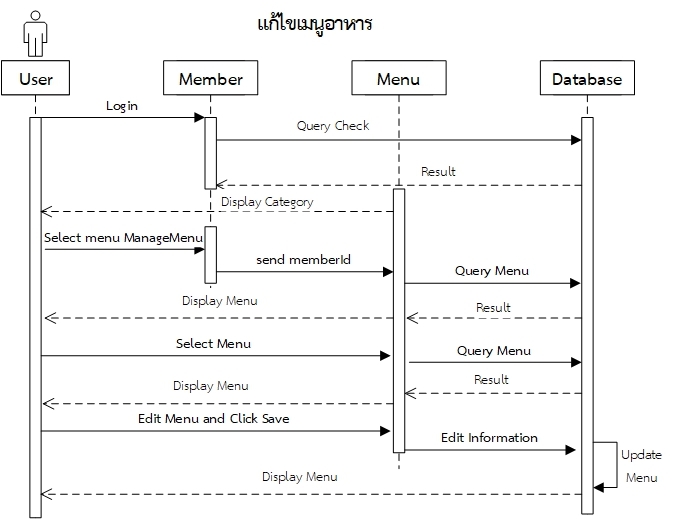 แก้ไขเมนูอาหาร
User
Member
Menu
Database
Login
Query Check
Result
Display Category
Select menu ManageMenu
send memberId
Query Menu
Display Menu
Result
Select Menu
Query Menu
Result
Display Menu
Edit Menu and Click Save
Edit Information
Update
Menu
Display Menu